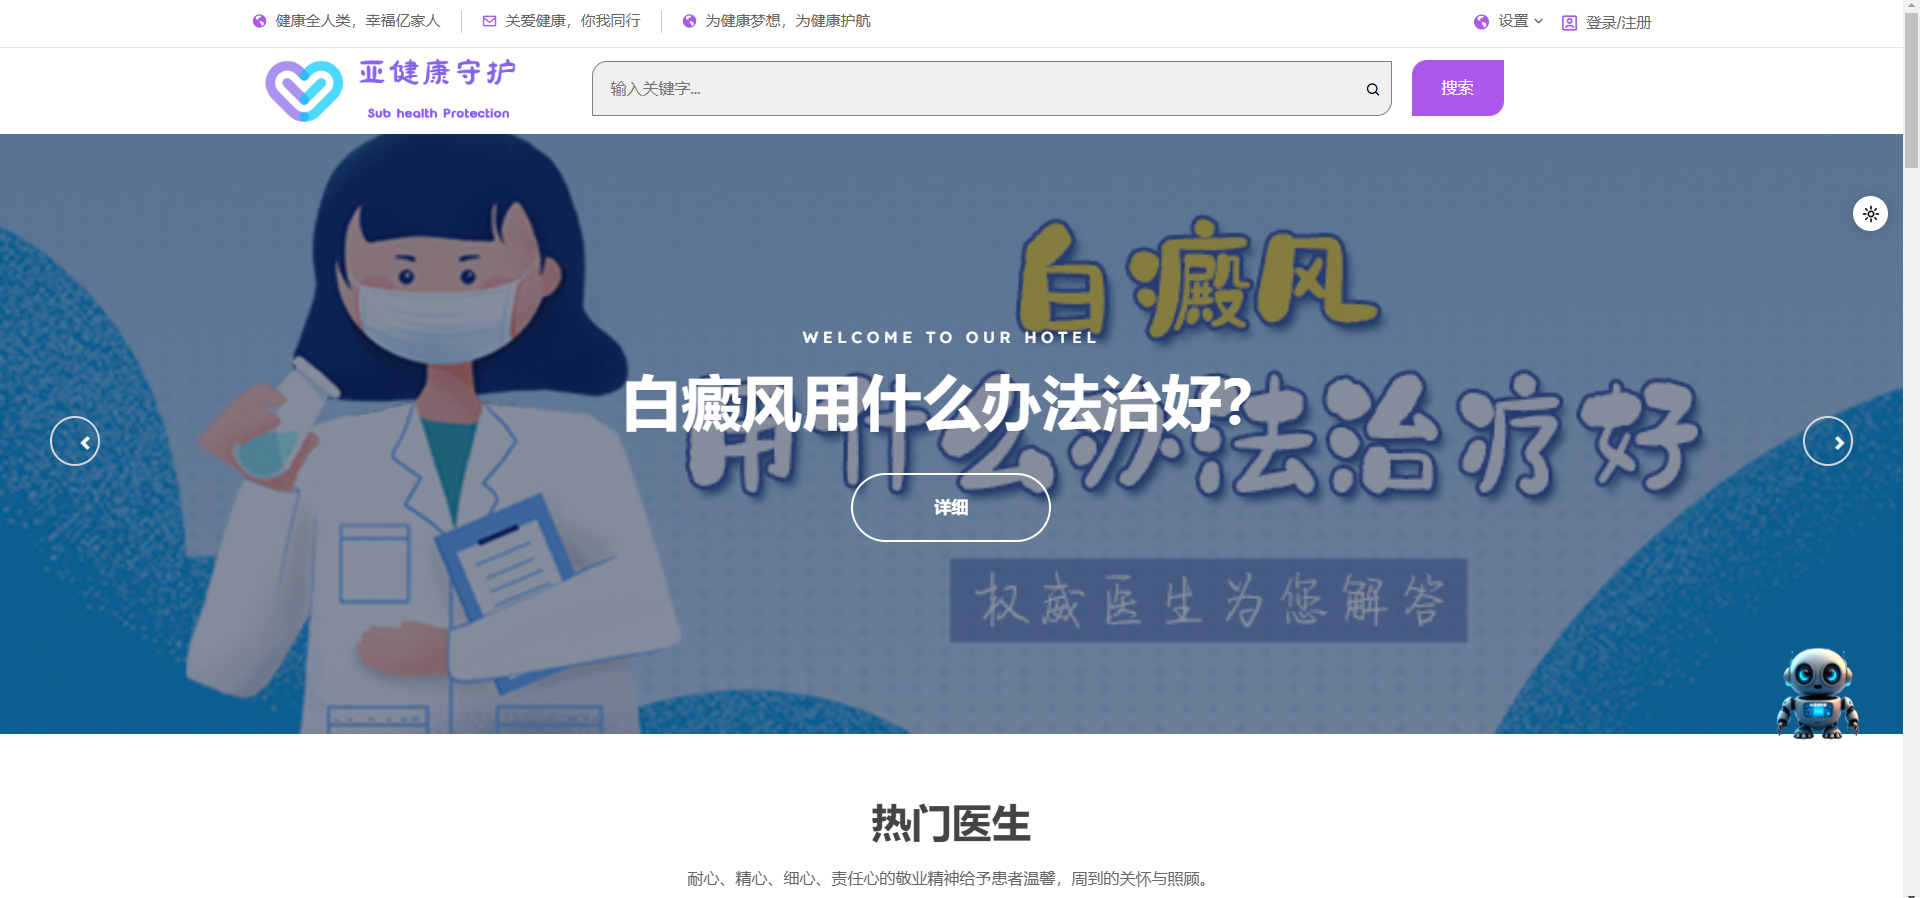 健康全人类，幸福亿家人
关爱健康，你我同行
为健康梦想，为健康护航
设置
登录/注册
亚健康守护
Sub health Protection
输入关键字...
搜索
白癜风
WELCOME TO OUR HOTEL
白癜风用什么办法治好?
用什么办法治疗好
详细
权威医生为您解答
热门医生
耐心、精心、细心、责任心的敬业精神给予患者温馨，周到的关怀与照顾。